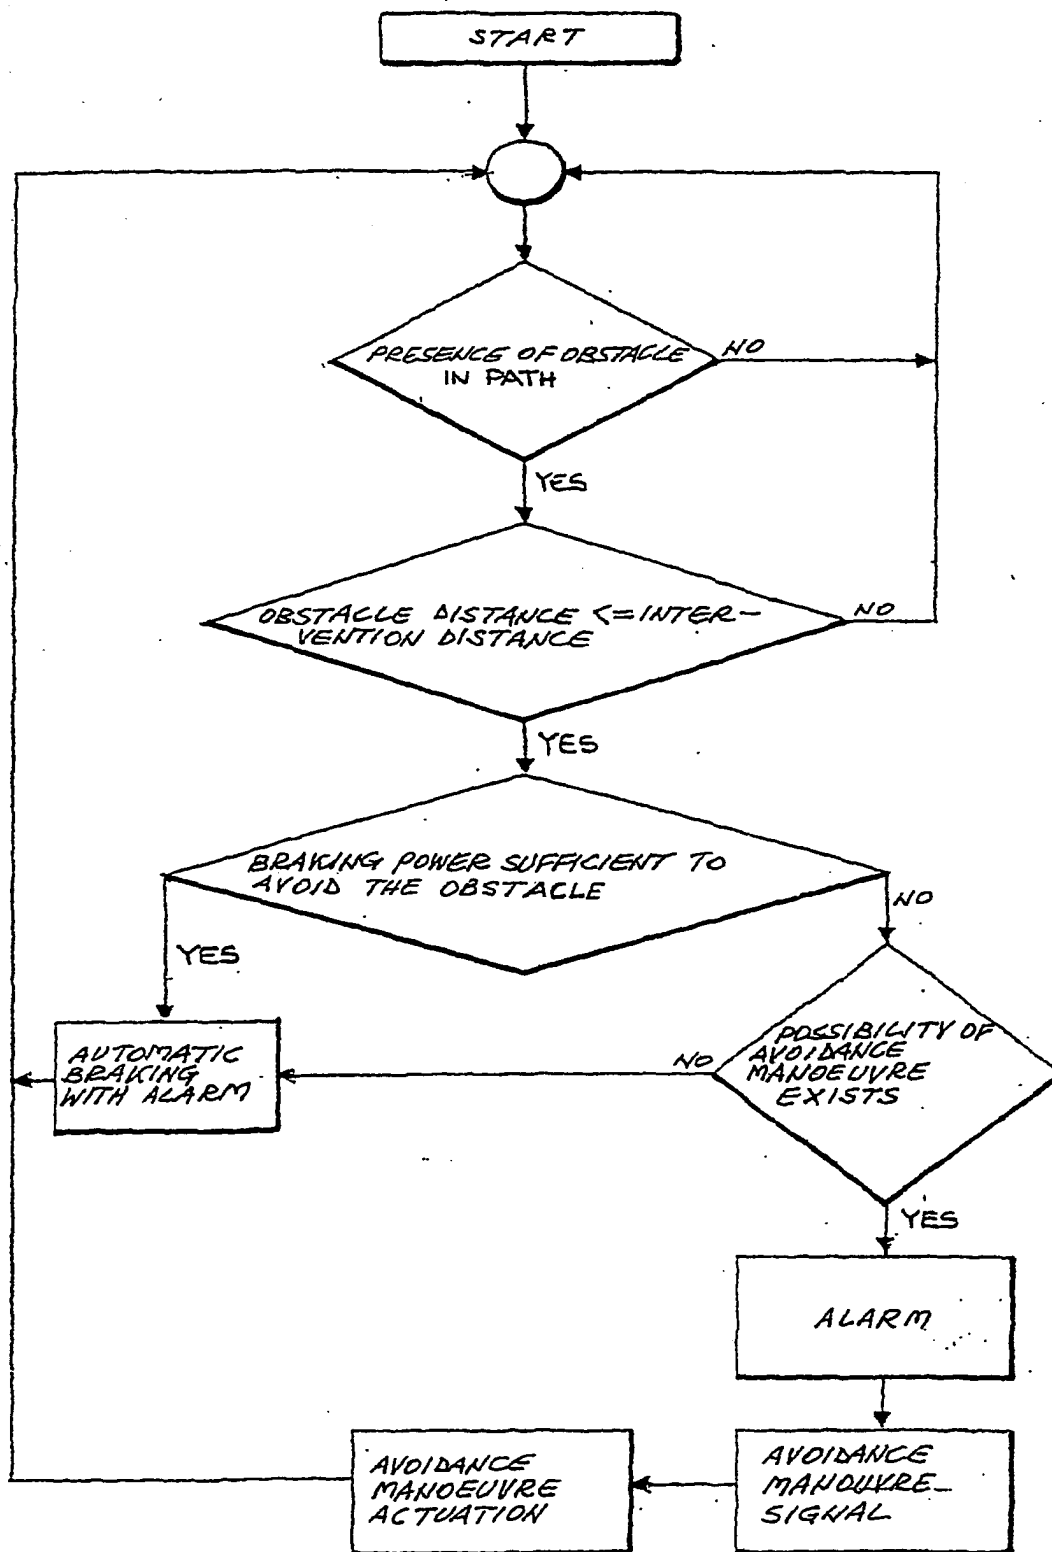 START
PRESENCE OF OBSTACLE
IN PATH
NO
YES
OBSTACLE DISTANCE <= INTER-
VENTION DISTANCE
NO
YES
BRAKING POWER SUFFICIENT TO
AVOID THE OBSTACLE
NO
YES
AUTOMATIC
BRAKING
WITH ALARM
NO
POSSIBILITY OF
AVOIDANCE
MANOEUVRE
EXISTS
YES
ALARM
AVOIDANCE
MANOEUVRE
ACTUATION
AVOIDANCE
MANOUVRE-
SIGNAL